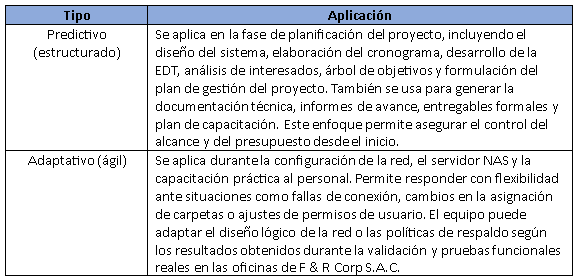 Tipo Aplicación
Predictivo Se aplica en la fase de planificación del proyecto, incluyendo el
(estructurado) diseño del sistema, elaboración del cronograma, desarrollo de la
EDT, análisis de interesados, árbol de objetivos y formulación del
plan de gestión del proyecto. También se usa para generar la
documentación técnica, informes de avance, entregables formales y
plan de capacitación. Este enfoque permite asegurar el control del
alcance y del presupuesto desde el inicio.
Adaptativo (ágil) Se aplica durante la configuración de la red, el servidor NAS y la
capacitación práctica al personal. Permite responder con flexibilidad
ante situaciones como fallas de conexión, cambios en la asignación
de carpetas o ajustes de permisos de usuario. El equipo puede
adaptar el diseño lógico de la red o las políticas de respaldo según
los resultados obtenidos durante la validación y pruebas funcionales
reales en las oficinas de F & R Corp S.A.C.